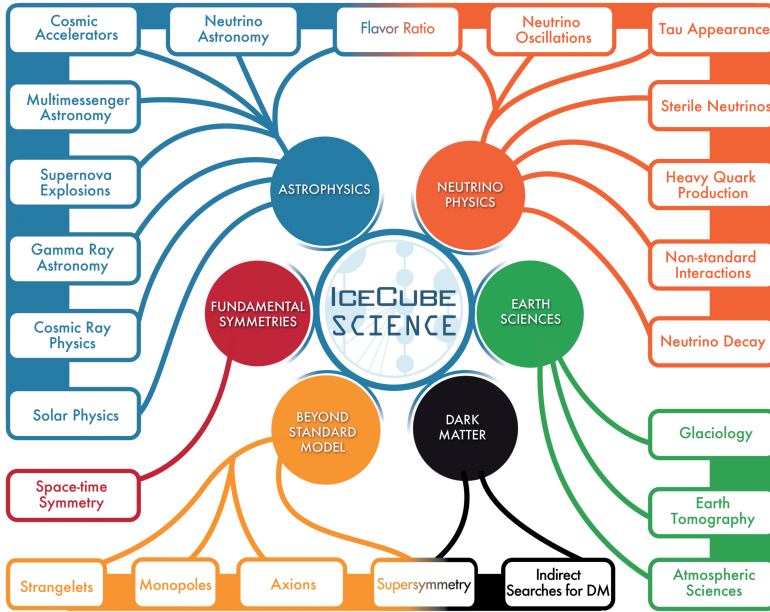 Cosmic
Accelerators
Neutrino
Astronomy
Flavor Ratio
Neutrino
Oscillations
Tau Appearance
Multimessenger
Astronomy
Sterile Neutrinos
Supernova
Explosions
ASTROPHYSICS
NEUTRINO
PHYSICS
Heavy Quark
Production
Gamma Ray
Astronomy
Non-standard
Interactions
FUNDAMENTAL
SYMMETRIES
ICECUBE
SCIENCE
EARTH
SCIENCES
Cosmic Ray
Physics
Neutrino Decay
Solar Physics
BEYOND
STANDARD
MODEL
DARK
MATTER
Glaciology
Space-time
Symmetry
Earth
Tomography
Strangelets
Monopoles
Axions
Supersymmetry
Indirect
Searches for DM
Atmospheric
Sciences